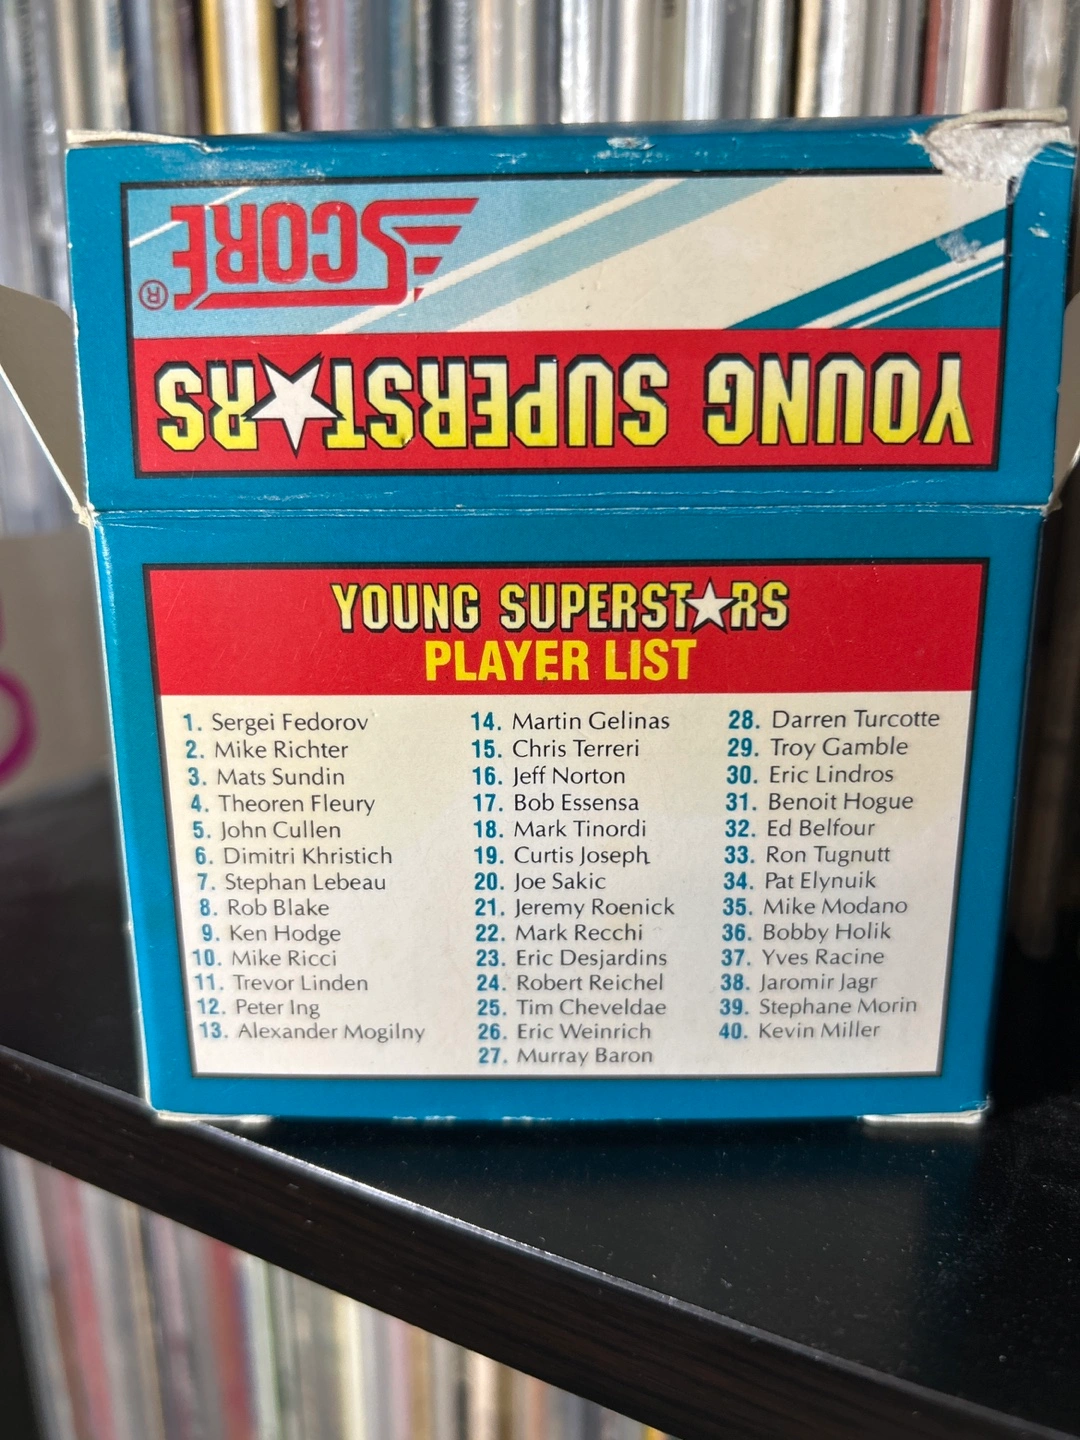 SCORE®
YOUNG SUPERSTARS
YOUNG SUPERSTARS
PLAYER LIST
1. Sergei Fedorov
2. Mike Richter
3. Mats Sundin
4. Theoren Fleury
5. John Cullen
6. Dimitri Khristich
7. Stephan Lebeau
8. Rob Blake
9. Ken Hodge
10. Mike Ricci
11. Trevor Linden
12. Peter Ing
13. Alexander Mogilny
14. Martin Gelinas
15. Chris Terreri
16. Jeff Norton
17. Bob Essensa
18. Mark Tinordi
19. Curtis Joseph
20. Joe Sakic
21. Jeremy Roenick
22. Mark Recchi
23. Eric Desjardins
24. Robert Reichel
25. Tim Cheveldae
26. Eric Weinrich
27. Murray Baron
28. Darren Turcotte
29. Troy Gamble
30. Eric Lindros
31. Benoit Hogue
32. Ed Belfour
33. Ron Tugnutt
34. Pat Elynuik
35. Mike Modano
36. Bobby Holik
37. Yves Racine
38. Jaromir Jagr
39. Stephane Morin
40. Kevin Miller